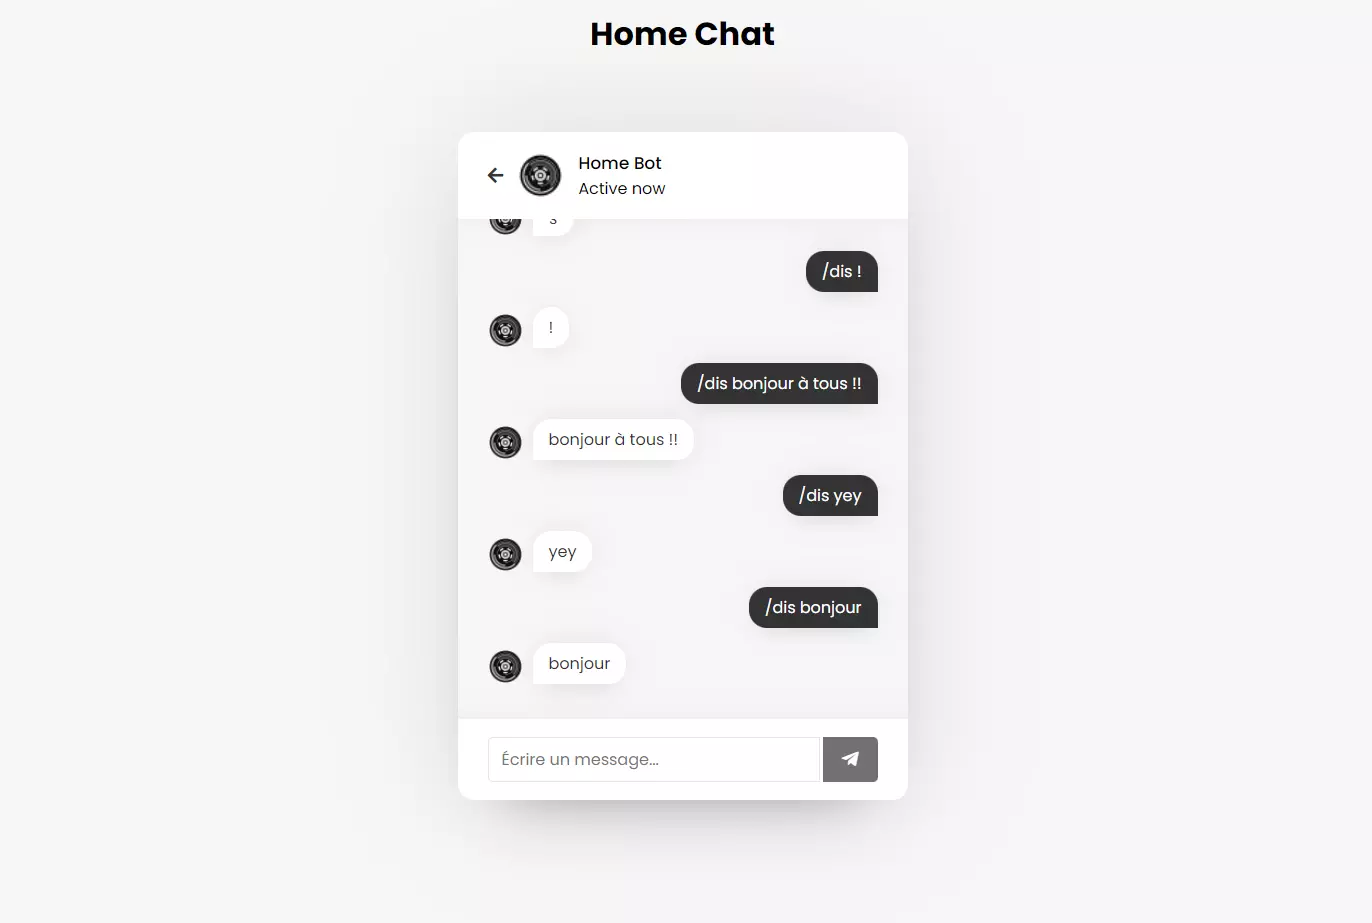 Home Chat
Home Bot
Active now
/dis !
!
/dis bonjour à tous !!
bonjour à tous !!
/dis yey
yey
/dis bonjour
bonjour
Écrire un message...